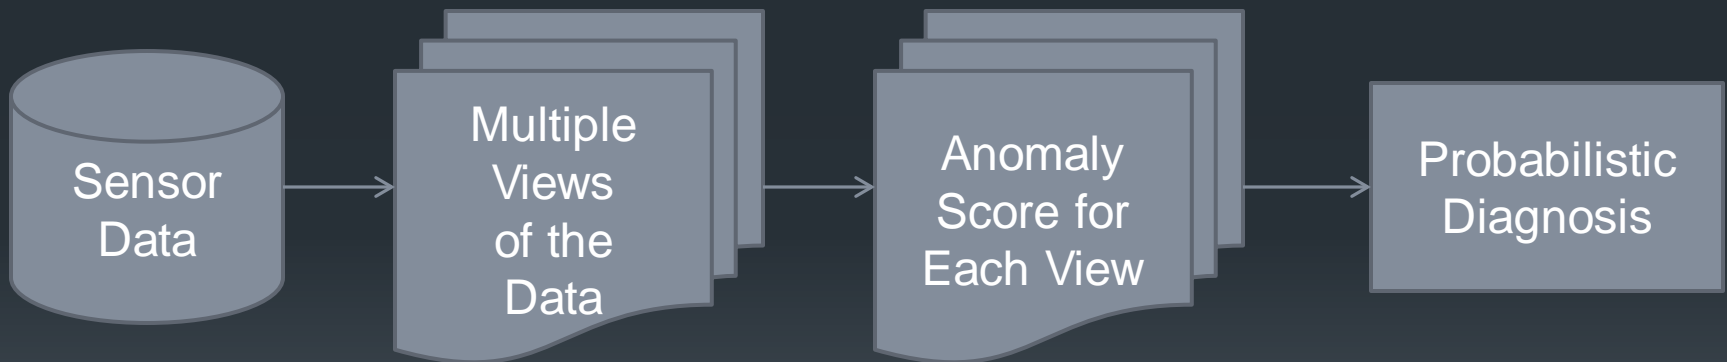 Sensor
Data
Multiple
Views
of the
Data
Anomaly
Score for
Each View
Probabilistic
Diagnosis